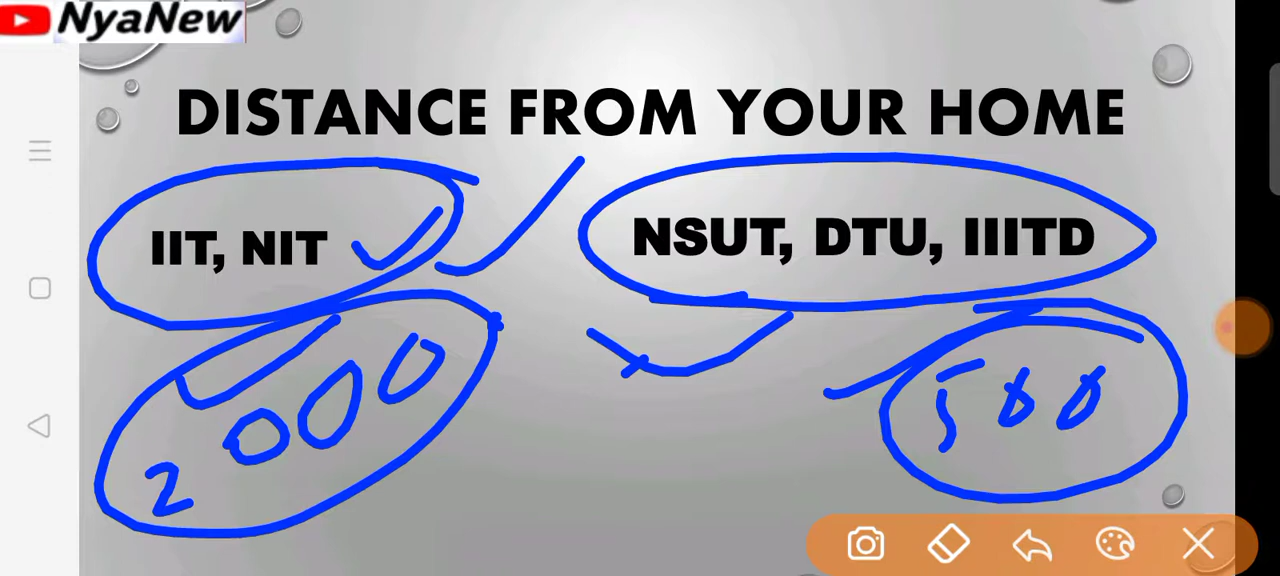 NyaNew
DISTANCE FROM YOUR HOME
IIT, NIT
NSUT, DTU, IIITD
2000
500